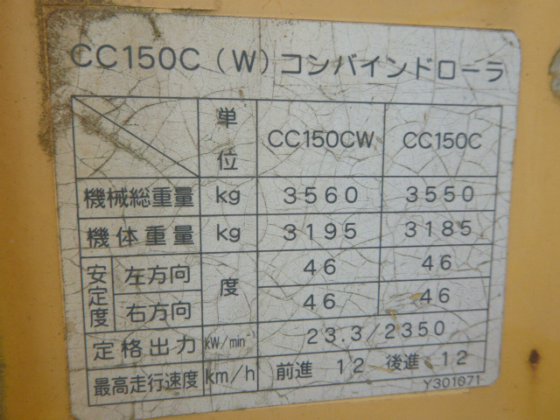 CC150C（W）コンバインドローラ
単位 CC150CW CC150C
機械総重量 kg 3560 3550
機体重量 kg 3195 3185
安定度 左方向 度 46 46
右方向 46 46
定格出力 kW/min⁻¹ 23.3/2350
最高走行速度 km/h 前進 12 後進 12
Y301071